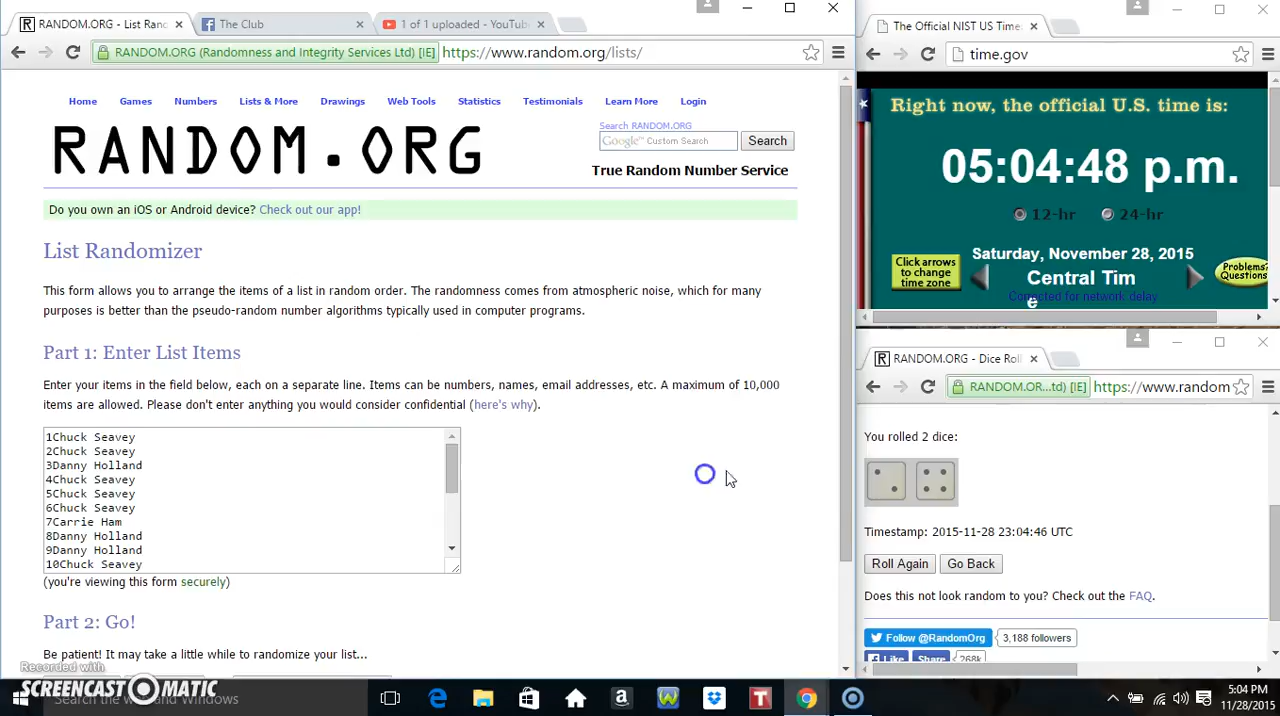 RANDOM.ORG - List Ranc
The Club
1 of 1 uploaded - YouTub
RANDOM.ORG (Randomness and Integrity Services Ltd) [IE] https://www.random.org/lists/
Home Games Numbers Lists & More Drawings Web Tools Statistics Testimonials Learn More Login
RANDOM.ORG
Search RANDOM.ORG
Google™ Custom Search Search
True Random Number Service
Do you own an iOS or Android device? Check out our app!
List Randomizer
This form allows you to arrange the items of a list in random order. The randomness comes from atmospheric noise, which for many
purposes is better than the pseudo-random number algorithms typically used in computer programs.
Part 1: Enter List Items
Enter your items in the field below, each on a separate line. Items can be numbers, names, email addresses, etc. A maximum of 10,000
items are allowed. Please don't enter anything you would consider confidential (here's why).
1Chuck Seavey
2Chuck Seavey
3Danny Holland
4Chuck Seavey
5Chuck Seavey
6Chuck Seavey
7Carrie Ham
8Danny Holland
9Danny Holland
10Chuck Seavey
(you're viewing this form securely)
Part 2: Go!
Be patient! It may take a little while to randomize your list...
Recorded with
SCREENCAST-O-MATIC
Search the web and Windows
The Official NIST US Time
time.gov
Right now, the official U.S. time is:
05:04:48 p.m.
12-hr 24-hr
Saturday, November 28, 2015
Click arrows
to change
time zone
Central Tim
e
Corrected for network delay
Problems?
Questions?
RANDOM.ORG - Dice Roll
RANDOM.OR...td) [IE] https://www.random
You rolled 2 dice:
Timestamp: 2015-11-28 23:04:46 UTC
Roll Again Go Back
Does this not look random to you? Check out the FAQ.
Follow @RandomOrg 3,188 followers
Like Share 268k
5:04 PM
11/28/2015